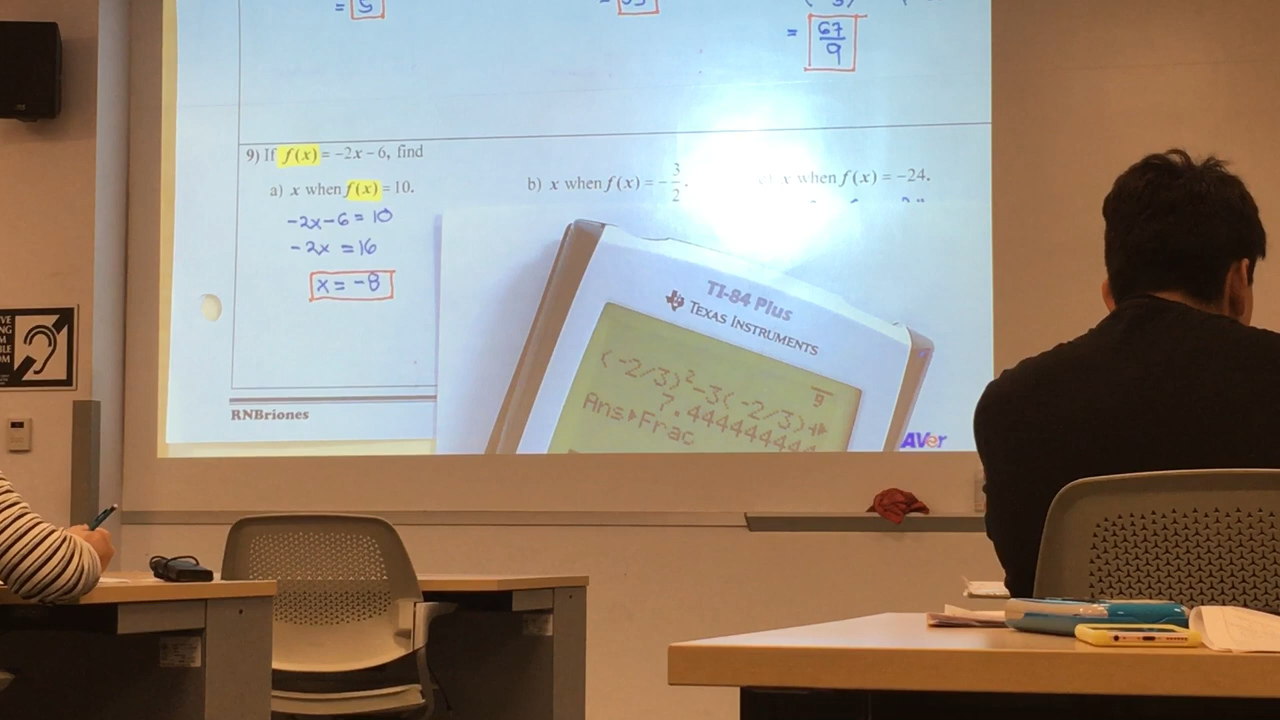 = 5
= 67/9
9) If f(x) = −2x − 6, find
a) x when f(x) = 10.
b) x when f(x) = −3/2.
x when f(x) = −24.
-2x-6 = 10
-2x = 16
x = -8
TI-84 Plus
TEXAS INSTRUMENTS
(-2/3)²-3(-2/3)+
7.444444444
Ans▸Frac
RNBriones
AVer